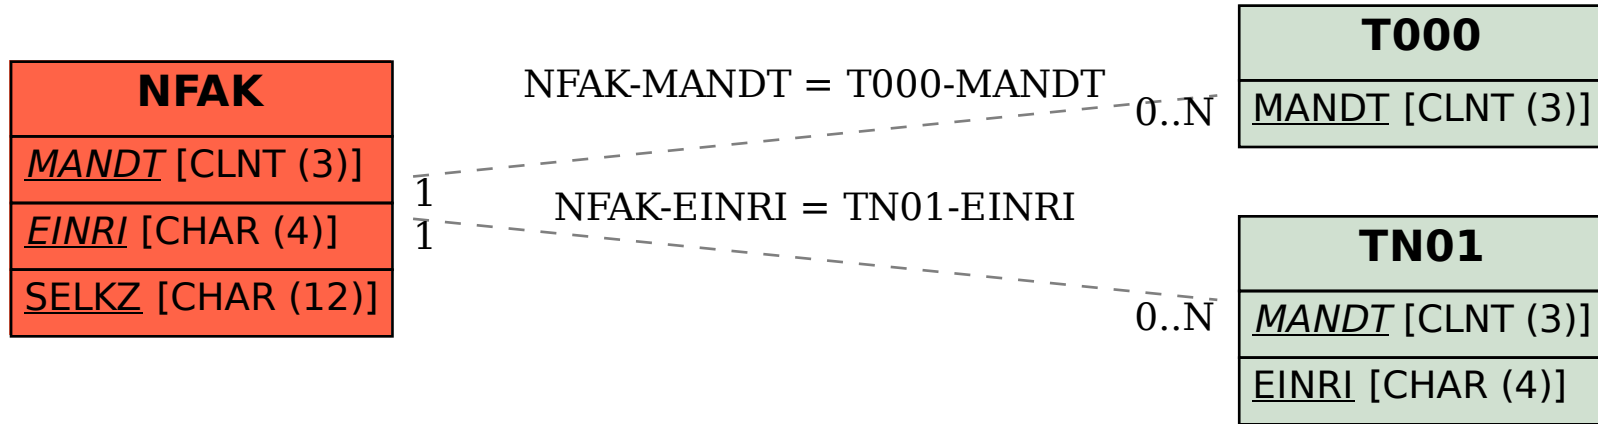 NFAK
MANDT [CLNT (3)]
EINRI [CHAR (4)]
SELKZ [CHAR (12)]
NFAK-MANDT = T000-MANDT
1
0..N
NFAK-EINRI = TN01-EINRI
1
0..N
T000
MANDT [CLNT (3)]
TN01
MANDT [CLNT (3)]
EINRI [CHAR (4)]